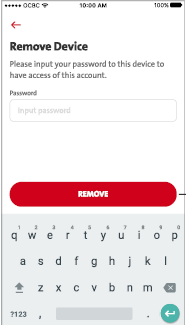 OCBC 10:00 AM 100%
Remove Device
Please input your password to this device to
have access of this account.
Password
Input password
REMOVE
1 2 3 4 5 6 7 8 9 0
q w e r t y u i o p
a s d f g h j k l
z x c v b n m
?123 , .